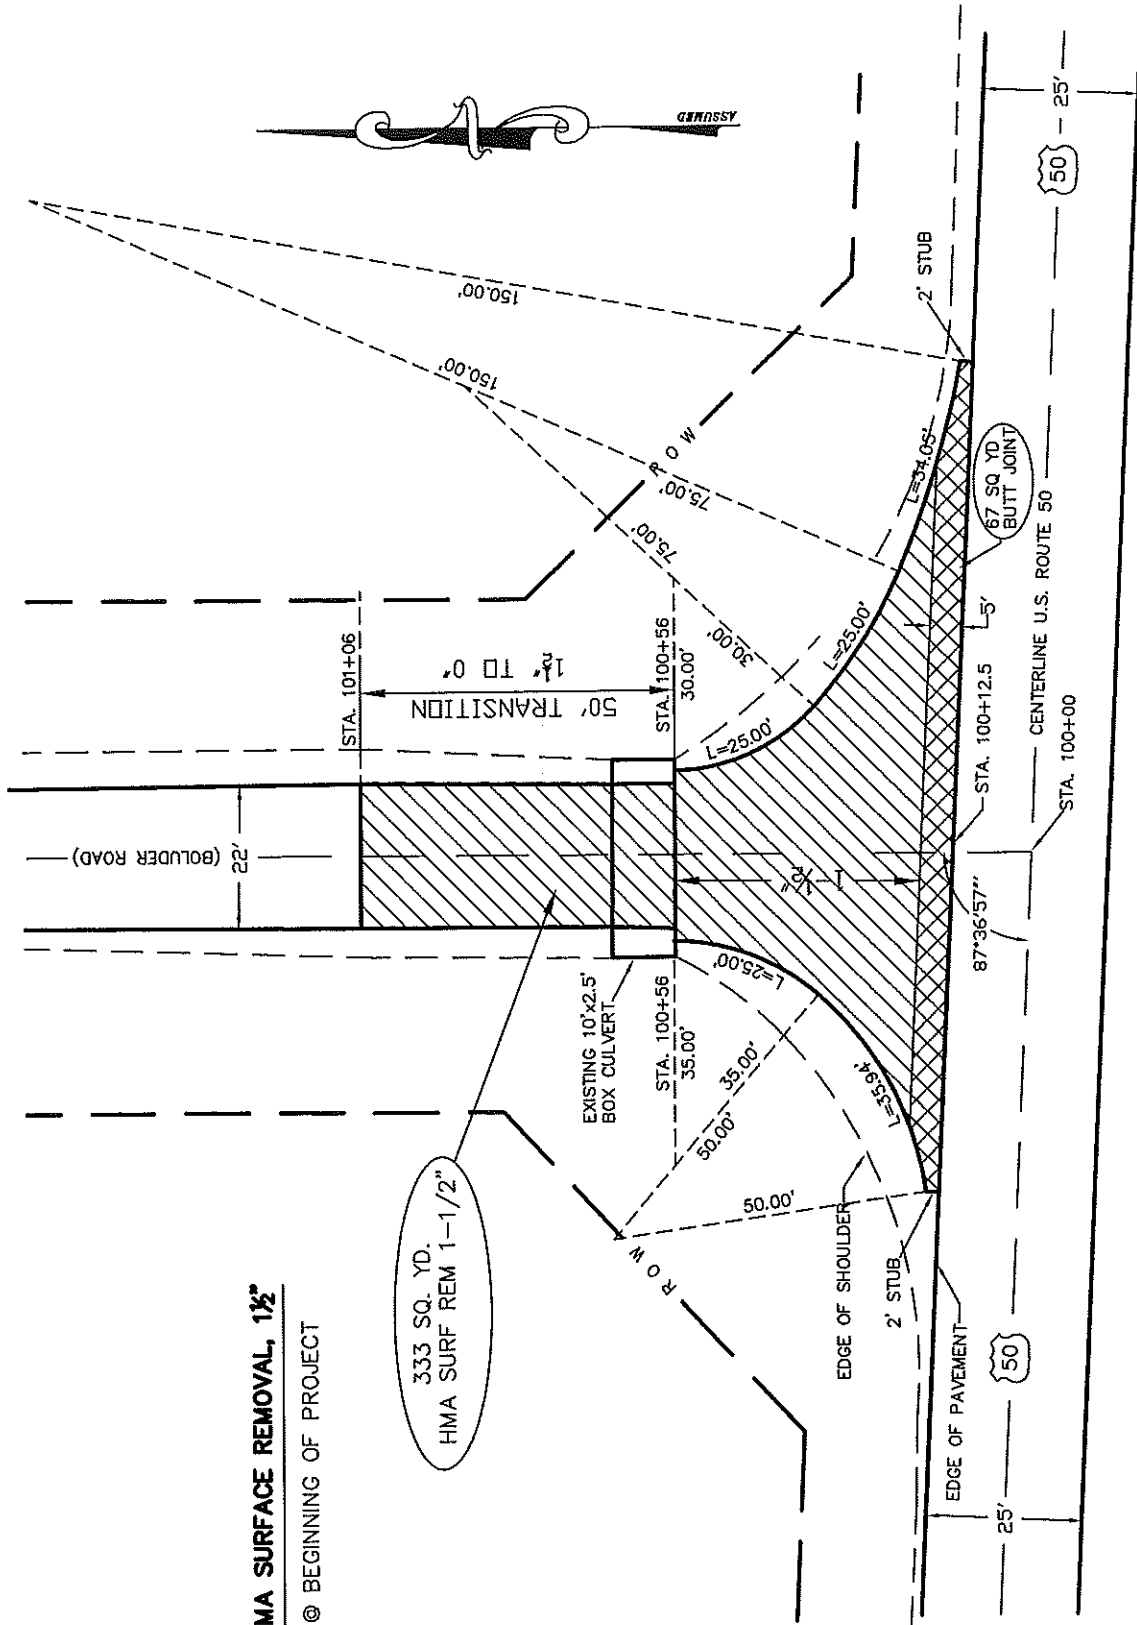 MA SURFACE REMOVAL, 1½"
@ BEGINNING OF PROJECT
333 SQ. YD.
HMA SURF REM 1-1/2"
ASSUMED
(BOLUDER ROAD)
22'
STA. 101+06
50' TRANSITION
1½" TO 0"
STA. 100+56
30.00'
EXISTING 10'x2.5'
BOX CULVERT
STA. 100+56
35.00'
150.00'
150.00'
75.00'
75.00'
30.00'
R O W
L=25.00'
L=25.00'
L=34.05'
2' STUB
67 SQ YD
BUTT JOINT
5'
1 ½"
L=25.00'
L=35.94'
35.00'
50.00'
50.00'
R O W
EDGE OF SHOULDER
2' STUB
EDGE OF PAVEMENT
87°36'57"
STA. 100+12.5
CENTERLINE U.S. ROUTE 50
STA. 100+00
50
25'
50
25'